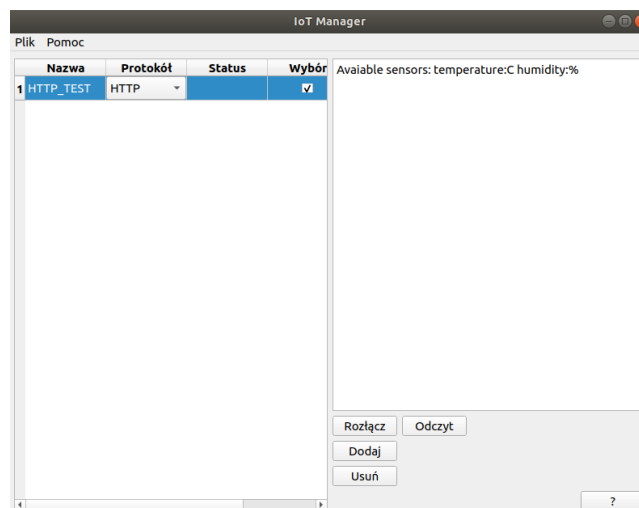 IoT Manager
Plik Pomoc
Nazwa Protokół Status Wybór
1 HTTP_TEST HTTP
Avaiable sensors: temperature:C humidity:%
Rozłącz Odczyt
Dodaj
Usuń
?